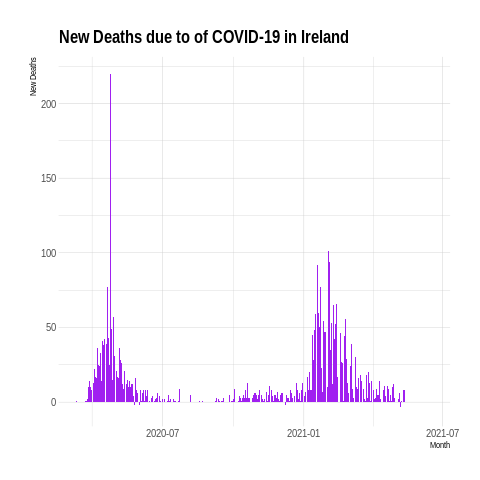 New Deaths due to of COVID-19 in Ireland
New Deaths
200
150
100
50
0
2020-07
2021-01
2021-07
Month